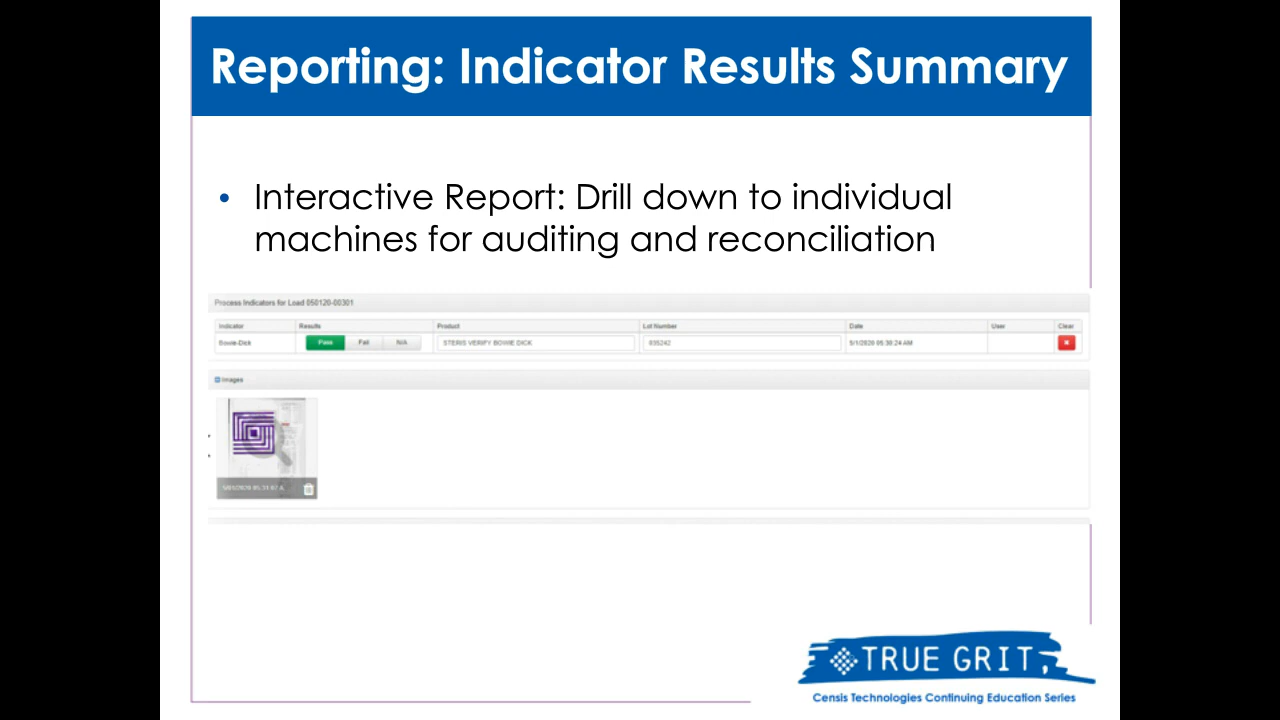 Reporting: Indicator Results Summary
• Interactive Report: Drill down to individual
machines for auditing and reconciliation
Process Indicators for Load 050120-00301
Indicator Results Product Lot Number Date User Clear
Bowie-Dick Pass Fail N/A STERIS VERIFY BOWIE DICK 935242 5/1/2020 05:30:24 AM
Images
TRUE GRIT
Censis Technologies Continuing Education Series